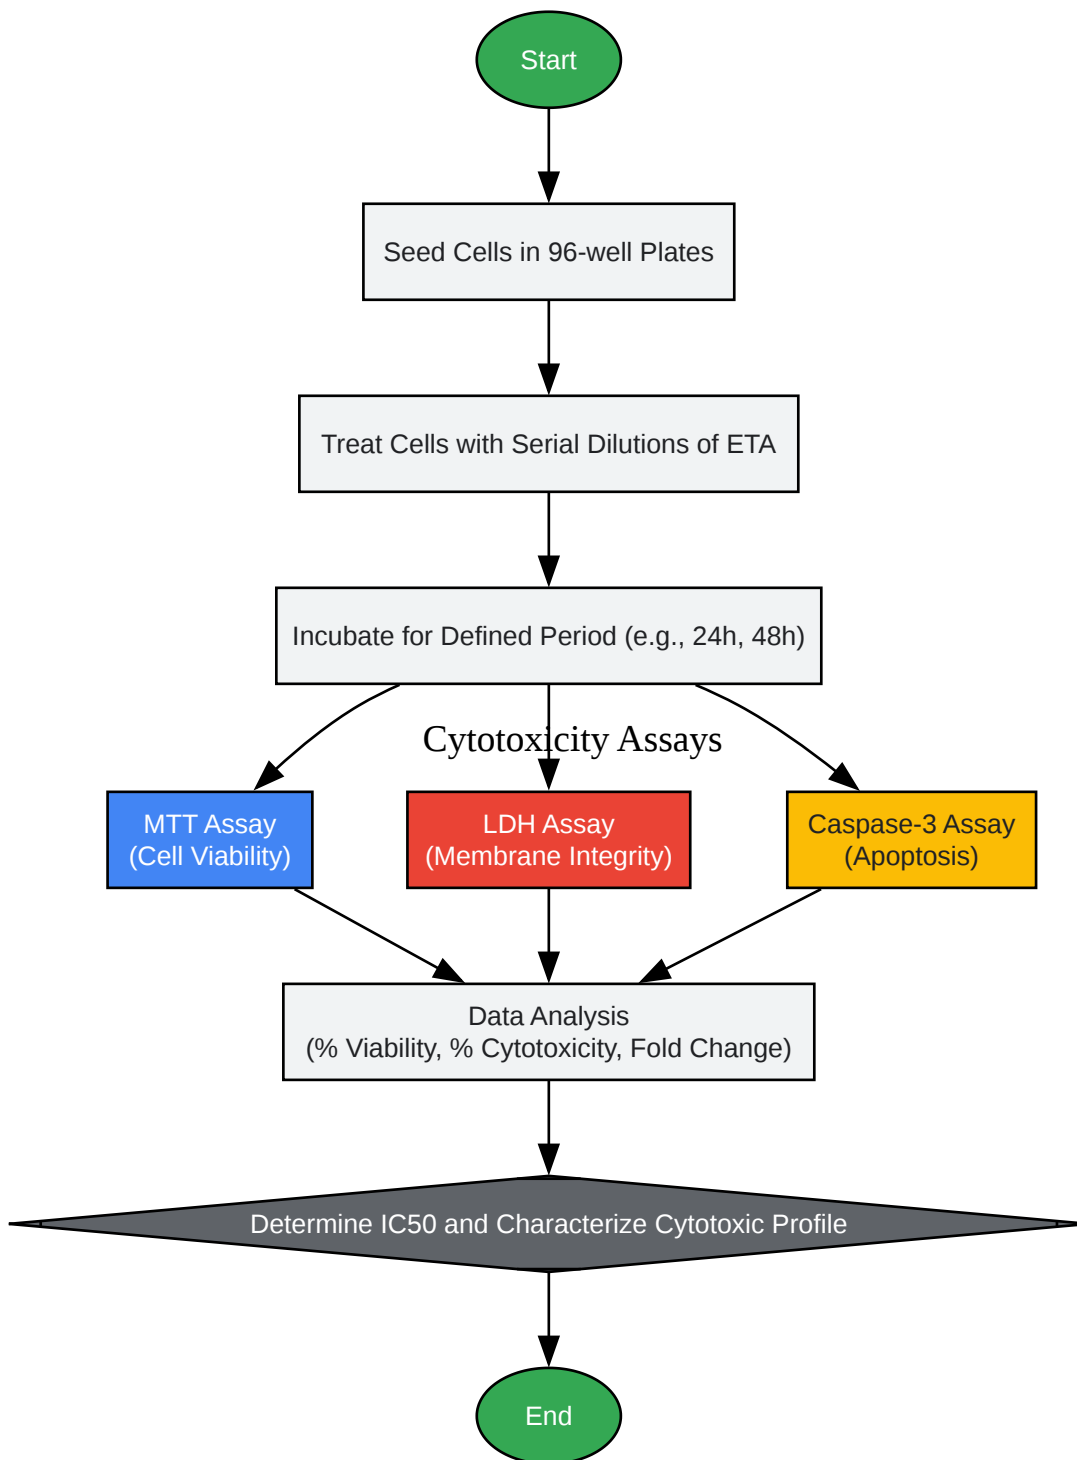 Start
Seed Cells in 96-well Plates
Treat Cells with Serial Dilutions of ETA
Incubate for Defined Period (e.g., 24h, 48h)
Cytotoxicity Assays
MTT Assay
(Cell Viability)
LDH Assay
(Membrane Integrity)
Caspase-3 Assay
(Apoptosis)
Data Analysis
(% Viability, % Cytotoxicity, Fold Change)
Determine IC50 and Characterize Cytotoxic Profile
End